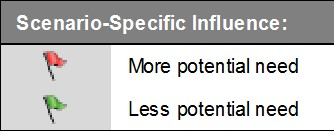 Scenario-Specific Influence:
More potential need
Less potential need